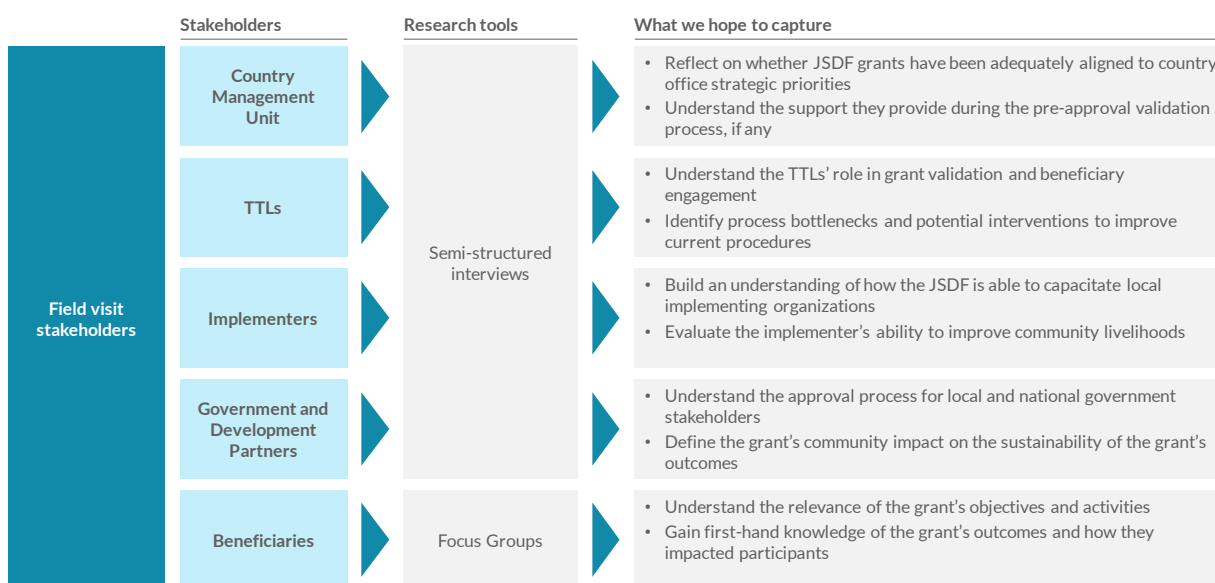 Stakeholders
Research tools
What we hope to capture
Field visit
stakeholders
Country
Management
Unit
• Reflect on whether JSDF grants have been adequately aligned to country
office strategic priorities
• Understand the support they provide during the pre-approval validation
process, if any
TTLs
• Understand the TTLs’ role in grant validation and beneficiary
engagement
• Identify process bottlenecks and potential interventions to improve
current procedures
Semi-structured
interviews
Implementers
• Build an understanding of how the JSDF is able to capacitate local
implementing organizations
• Evaluate the implementer’s ability to improve community livelihoods
Government and
Development
Partners
• Understand the approval process for local and national government
stakeholders
• Define the grant’s community impact on the sustainability of the grant’s
outcomes
Beneficiaries
Focus Groups
• Understand the relevance of the grant’s objectives and activities
• Gain first-hand knowledge of the grant’s outcomes and how they
impacted participants